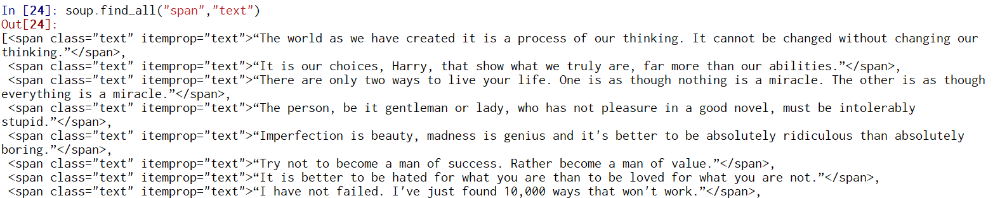 In [24]: soup.find_all("span","text")
Out[24]:
[<span class="text" itemprop="text">“The world as we have created it is a process of our thinking. It cannot be changed without changing our
thinking.”</span>,
 <span class="text" itemprop="text">“It is our choices, Harry, that show what we truly are, far more than our abilities.”</span>,
 <span class="text" itemprop="text">“There are only two ways to live your life. One is as though nothing is a miracle. The other is as though
everything is a miracle.”</span>,
 <span class="text" itemprop="text">“The person, be it gentleman or lady, who has not pleasure in a good novel, must be intolerably
stupid.”</span>,
 <span class="text" itemprop="text">“Imperfection is beauty, madness is genius and it's better to be absolutely ridiculous than absolutely
boring.”</span>,
 <span class="text" itemprop="text">“Try not to become a man of success. Rather become a man of value.”</span>,
 <span class="text" itemprop="text">“It is better to be hated for what you are than to be loved for what you are not.”</span>,
 <span class="text" itemprop="text">“I have not failed. I've just found 10,000 ways that won't work.”</span>,